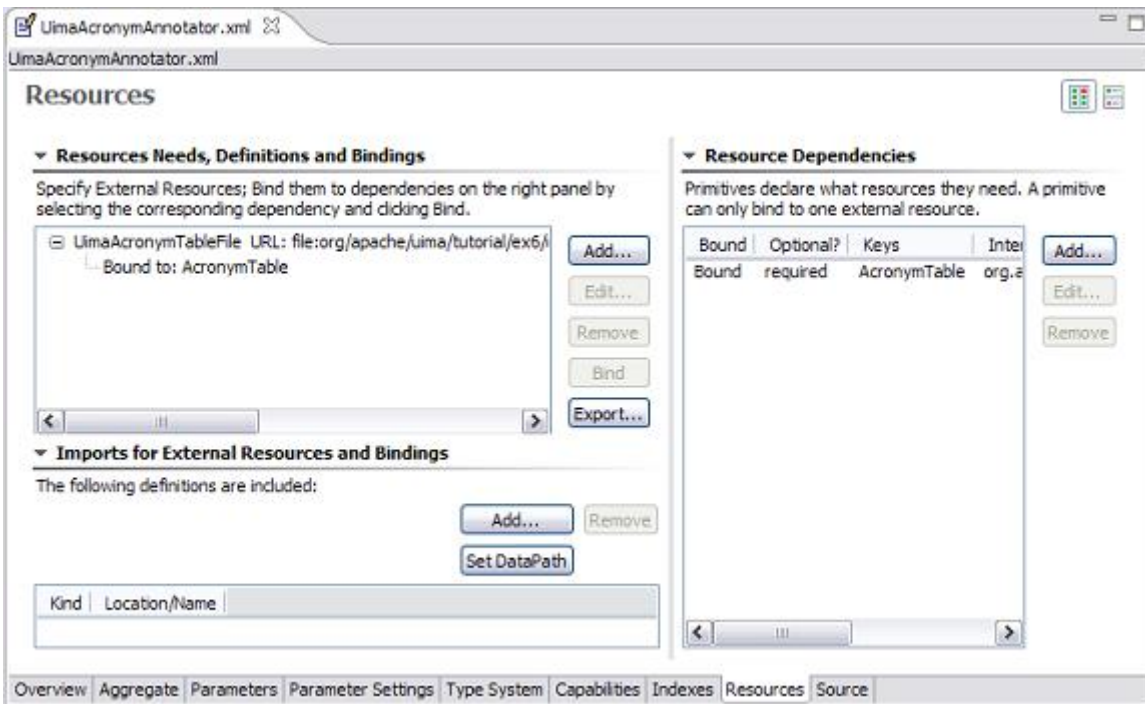 UimaAcronymAnnotator.xml
UimaAcronymAnnotator.xml
Resources
Resources Needs, Definitions and Bindings
Specify External Resources; Bind them to dependencies on the right panel by
selecting the corresponding dependency and clicking Bind.
UimaAcronymTableFile URL: file:org/apache/uima/tutorial/ex6/
Bound to: AcronymTable
Add...
Edit...
Remove
Bind
Export...
Imports for External Resources and Bindings
The following definitions are included:
Add... Remove
Set DataPath
Kind Location/Name
Resource Dependencies
Primitives declare what resources they need. A primitive
can only bind to one external resource.
Bound Optional? Keys Inter
Bound required AcronymTable org.a
Add...
Edit...
Remove
Overview Aggregate Parameters Parameter Settings Type System Capabilities Indexes Resources Source